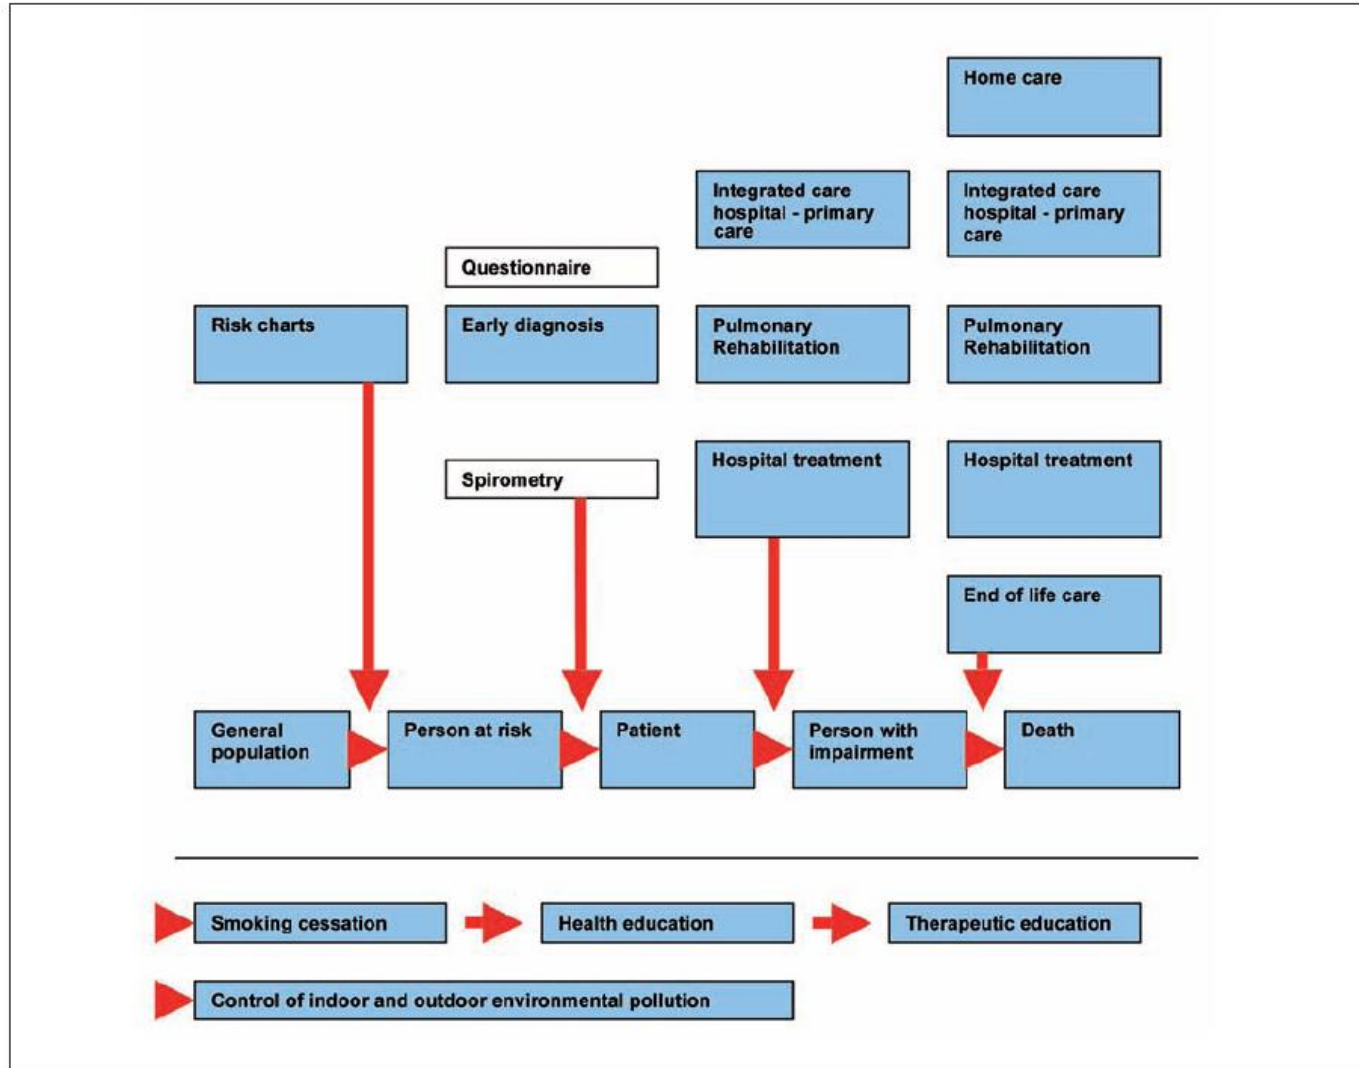 Home care
Integrated care
hospital - primary
care
Integrated care
hospital - primary
care
Questionnaire
Risk charts
Early diagnosis
Pulmonary
Rehabilitation
Pulmonary
Rehabilitation
Spirometry
Hospital treatment
Hospital treatment
End of life care
General
population
Person at risk
Patient
Person with
impairment
Death
Smoking cessation
Health education
Therapeutic education
Control of indoor and outdoor environmental pollution